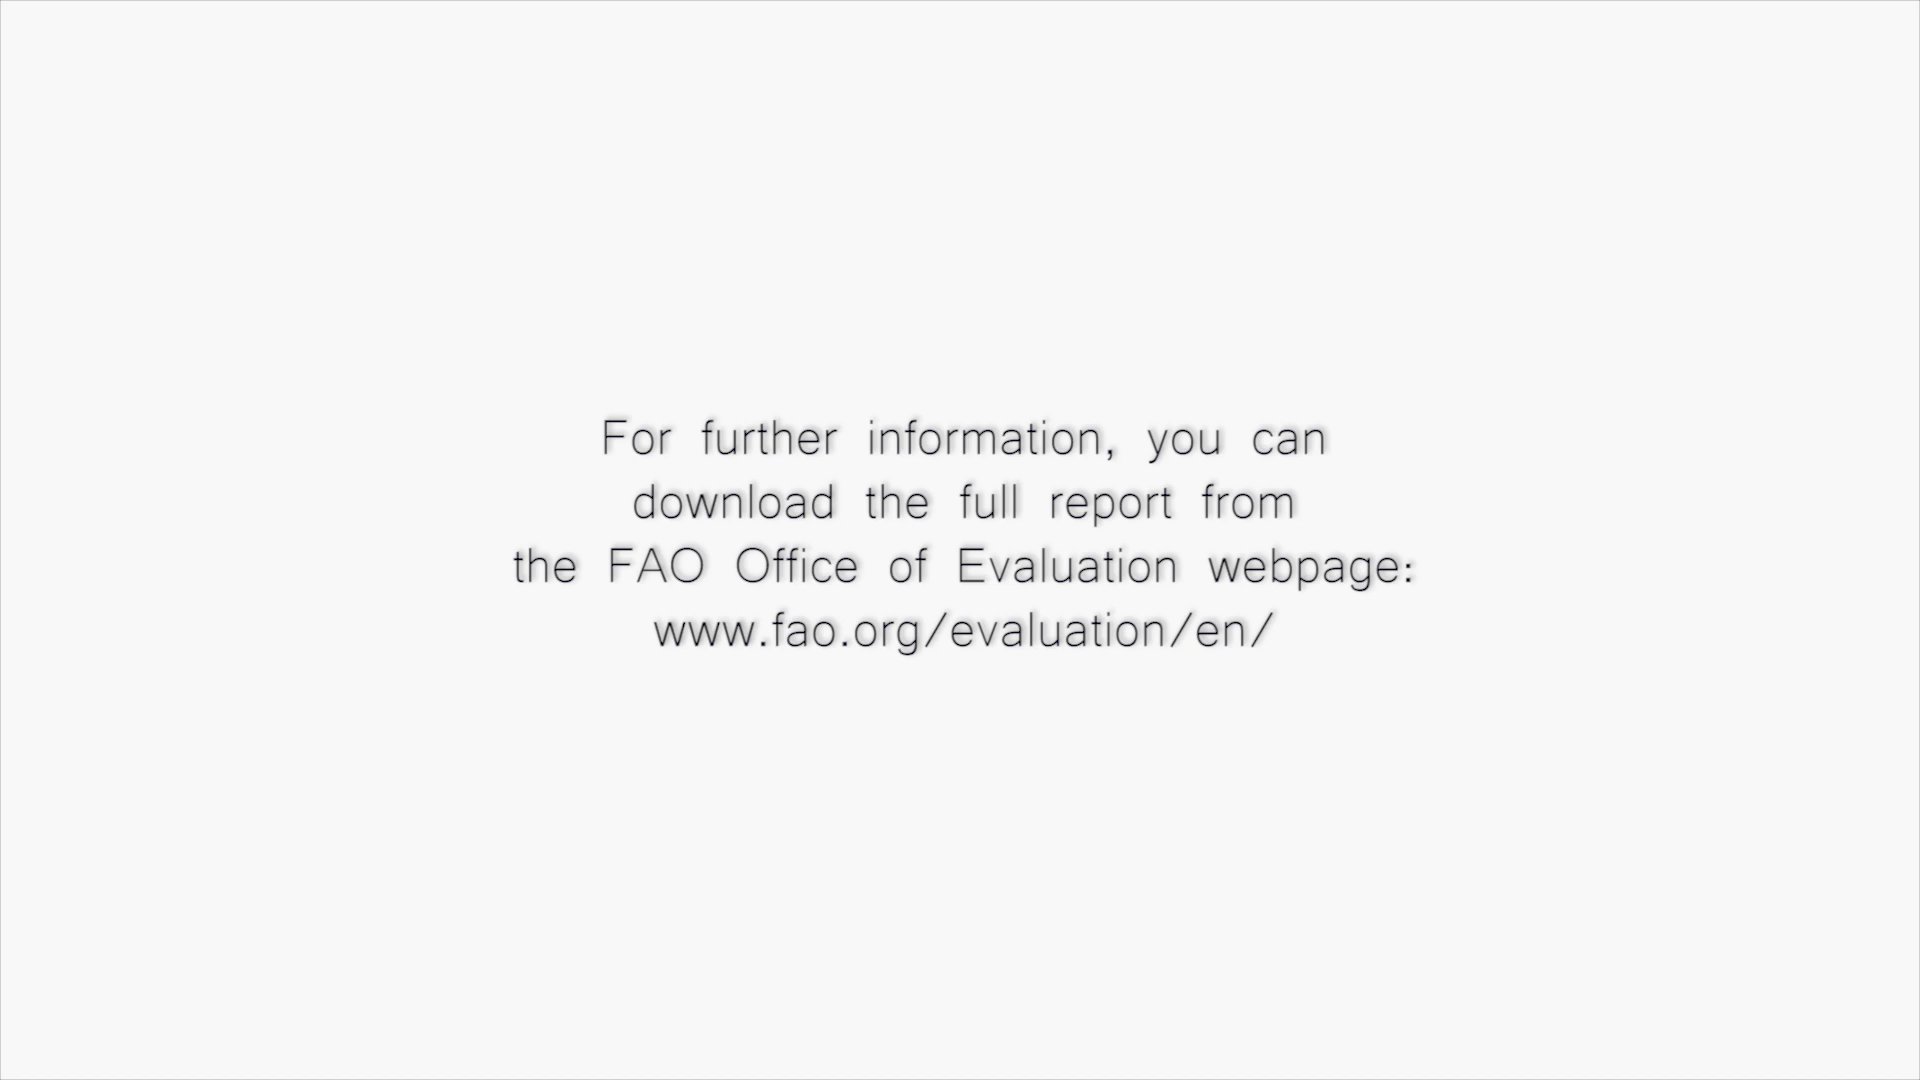 For further information, you can
download the full report from
the FAO Office of Evaluation webpage:
www.fao.org/evaluation/en/